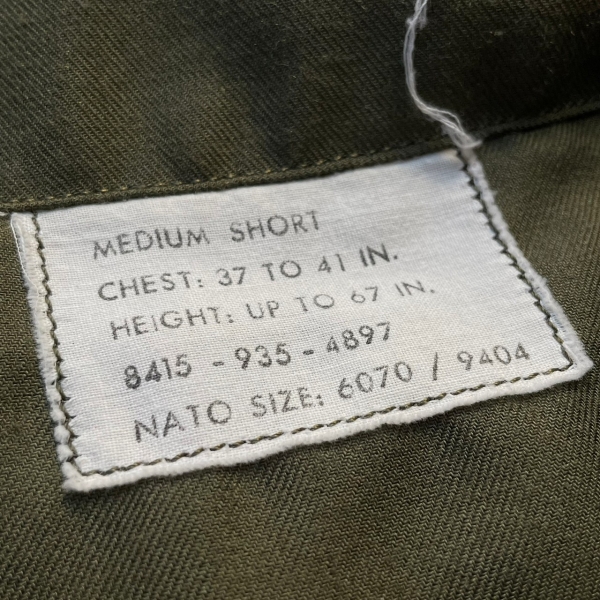 MEDIUM SHORT
CHEST: 37 TO 41 IN.
HEIGHT: UP TO 67 IN.
8415 - 935 - 4897
NATO SIZE: 6070 / 9404